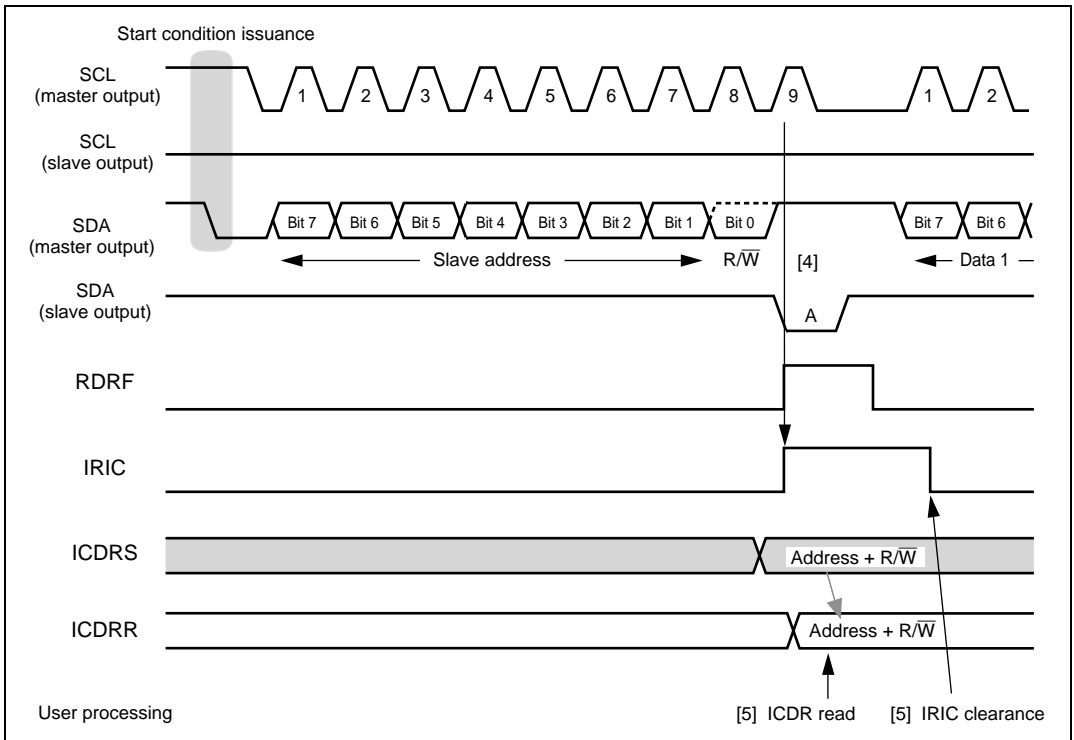 Start condition issuance
SCL
(master output)
1 2 3 4 5 6 7 8 9 1 2
SCL
(slave output)
SDA
(master output)
Bit 7 Bit 6 Bit 5 Bit 4 Bit 3 Bit 2 Bit 1 Bit 0 Bit 7 Bit 6
Slave address R/W̅ [4] Data 1
SDA
(slave output)
A
RDRF
IRIC
ICDRS
Address + R/W̅
ICDRR
Address + R/W̅
User processing [5] ICDR read [5] IRIC clearance